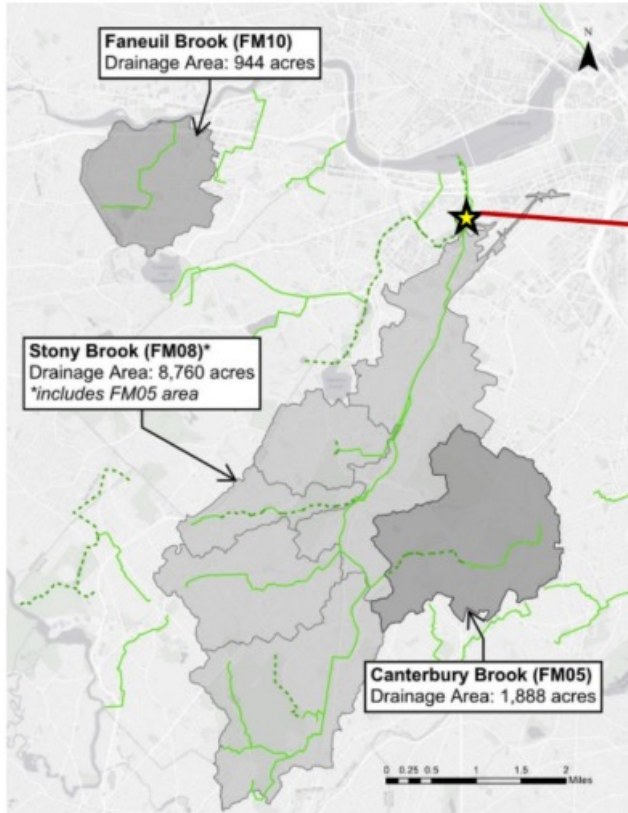 Faneuil Brook (FM10)
Drainage Area: 944 acres
N
Stony Brook (FM08)*
Drainage Area: 8,760 acres
*includes FM05 area
Canterbury Brook (FM05)
Drainage Area: 1,888 acres
0 0.25 0.5 1 1.5 2
Miles